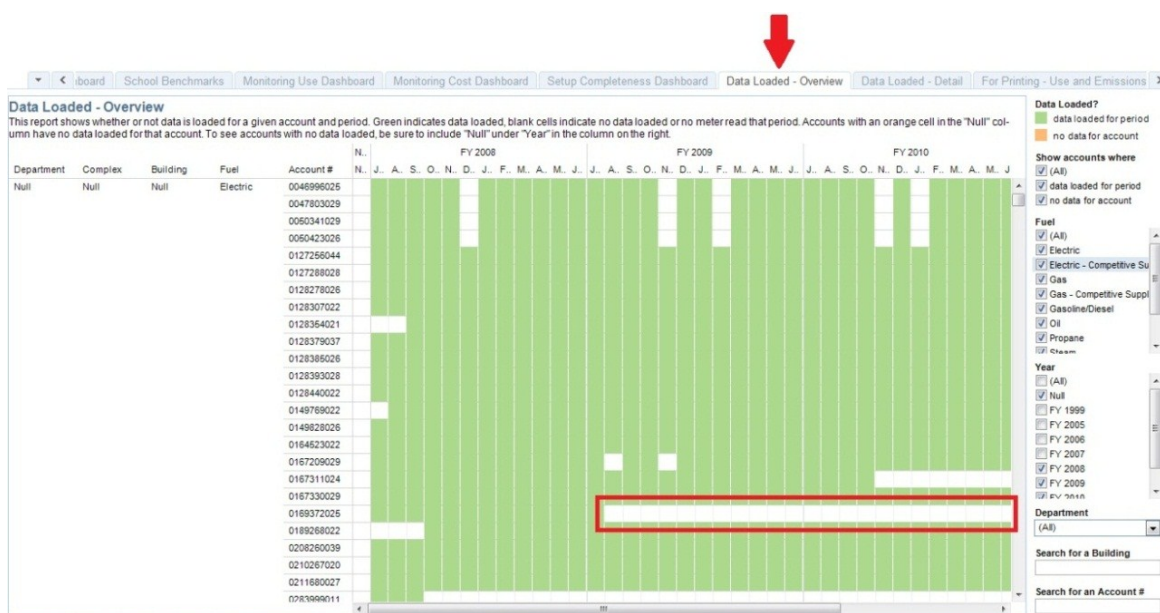 board School Benchmarks Monitoring Use Dashboard Monitoring Cost Dashboard Setup Completeness Dashboard Data Loaded - Overview Data Loaded - Detail For Printing - Use and Emissions
Data Loaded - Overview
This report shows whether or not data is loaded for a given account and period. Green indicates data loaded, blank cells indicate no data loaded or no meter read that period. Accounts with an orange cell in the "Null" col-
umn have no data loaded for that account. To see accounts with no data loaded, be sure to include "Null" under "Year" in the column on the right.
N.. FY 2008 FY 2009 FY 2010
Department Complex Building Fuel Account # N.. J.. A.. S.. O.. N.. D.. J.. F.. M.. A.. M.. J.. J.. A.. S.. O.. N.. D.. J.. F.. M.. A.. M.. J.. J.. A.. S.. O.. N.. D.. J.. F.. M.. A.. M.. J
Null Null Null Electric 0046996025
0047803029
0050341029
0050423026
0127256044
0127288028
0128278026
0128307022
0128354021
0128379037
0128385026
0128393028
0128440022
0149769022
0149828026
0164523022
0167209029
0167311024
0167330029
0169372025
0189268022
0208260039
0210267020
0211680027
0283999011
Data Loaded?
data loaded for period
no data for account
Show accounts where
(All)
data loaded for period
no data for account
Fuel
(All)
Electric
Electric - Competitive Su
Gas
Gas - Competitive Suppl
Gasoline/Diesel
Oil
Propane
Steam
Year
(All)
Null
FY 1999
FY 2005
FY 2006
FY 2007
FY 2008
FY 2009
FY 2010
Department
(All)
Search for a Building
Search for an Account #